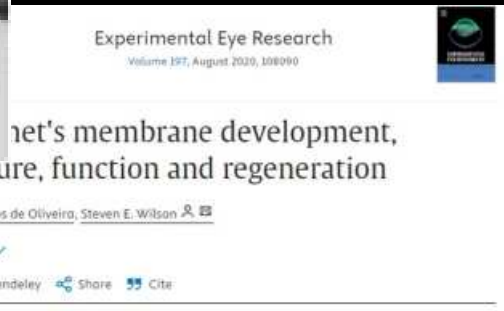 Experimental Eye Research
Volume 197, August 2020, 108090
net's membrane development,
ure, function and regeneration
s de Oliveira, Steven E. Wilson
ndeley Share Cite